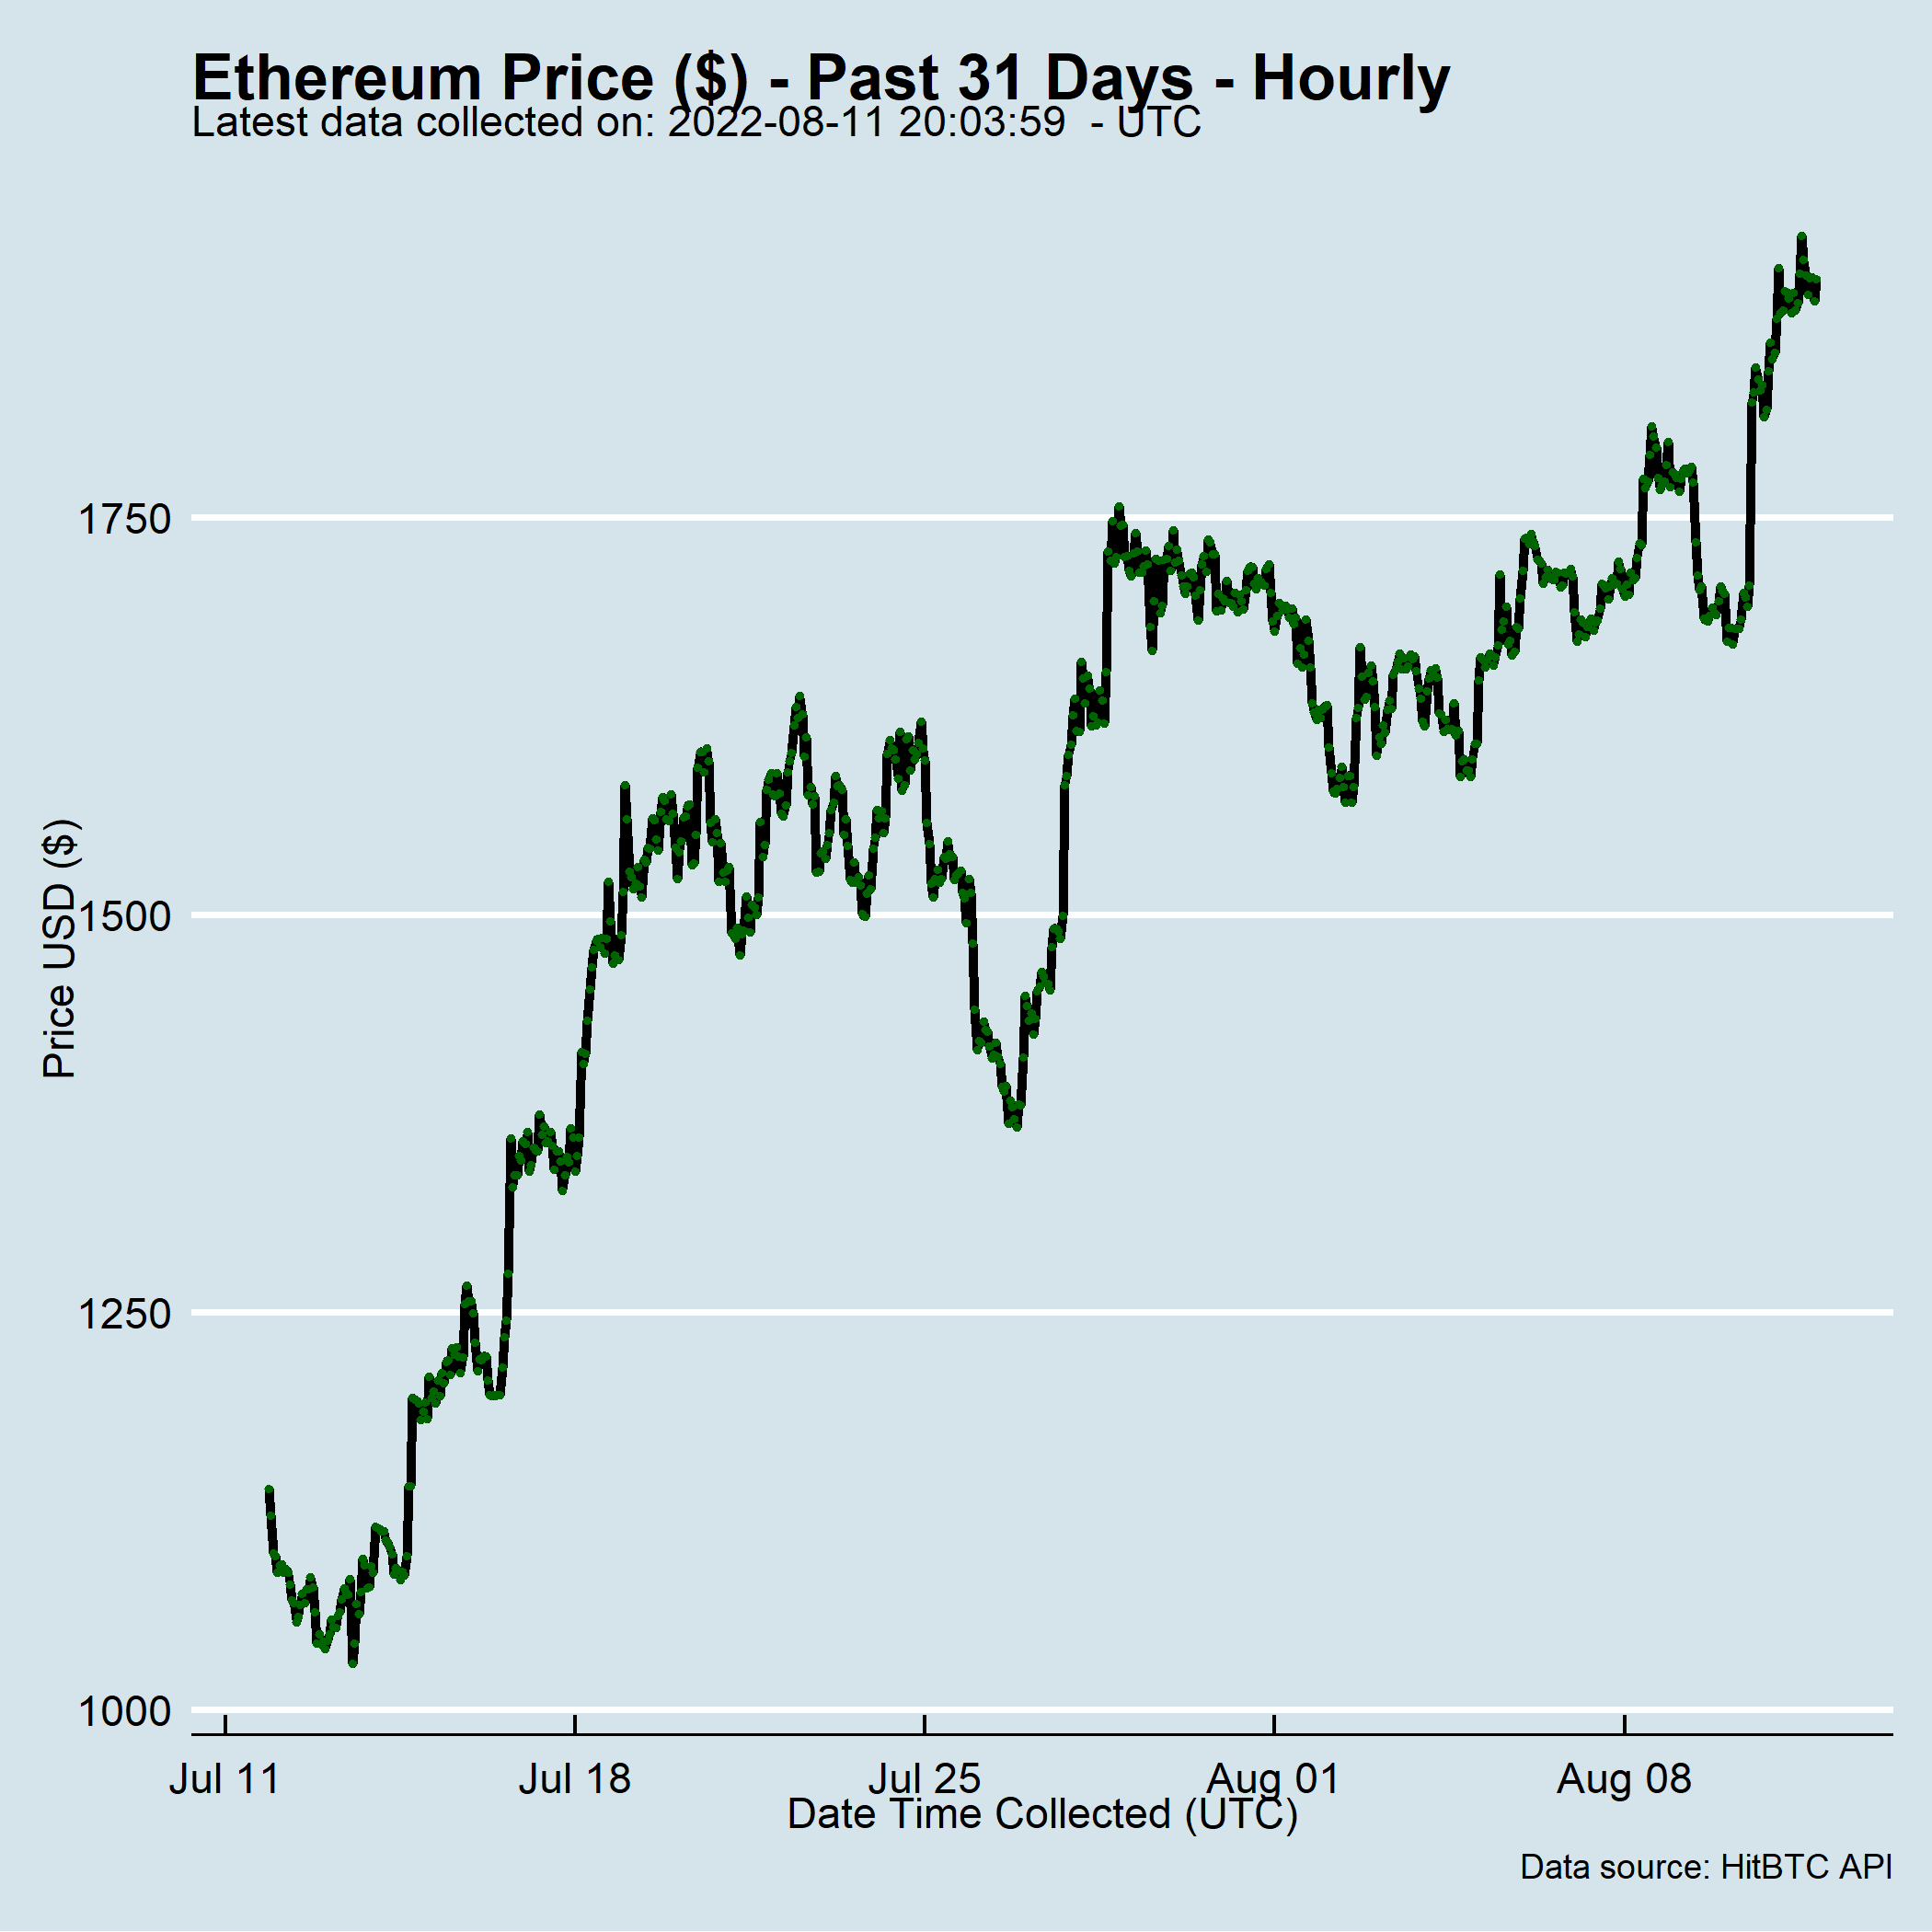 Ethereum Price ($) - Past 31 Days - Hourly
Latest data collected on: 2022-08-11 20:03:59  - UTC
Price USD ($)
1750
1500
1250
1000
Jul 11
Jul 18
Jul 25
Aug 01
Aug 08
Date Time Collected (UTC)
Data source: HitBTC API